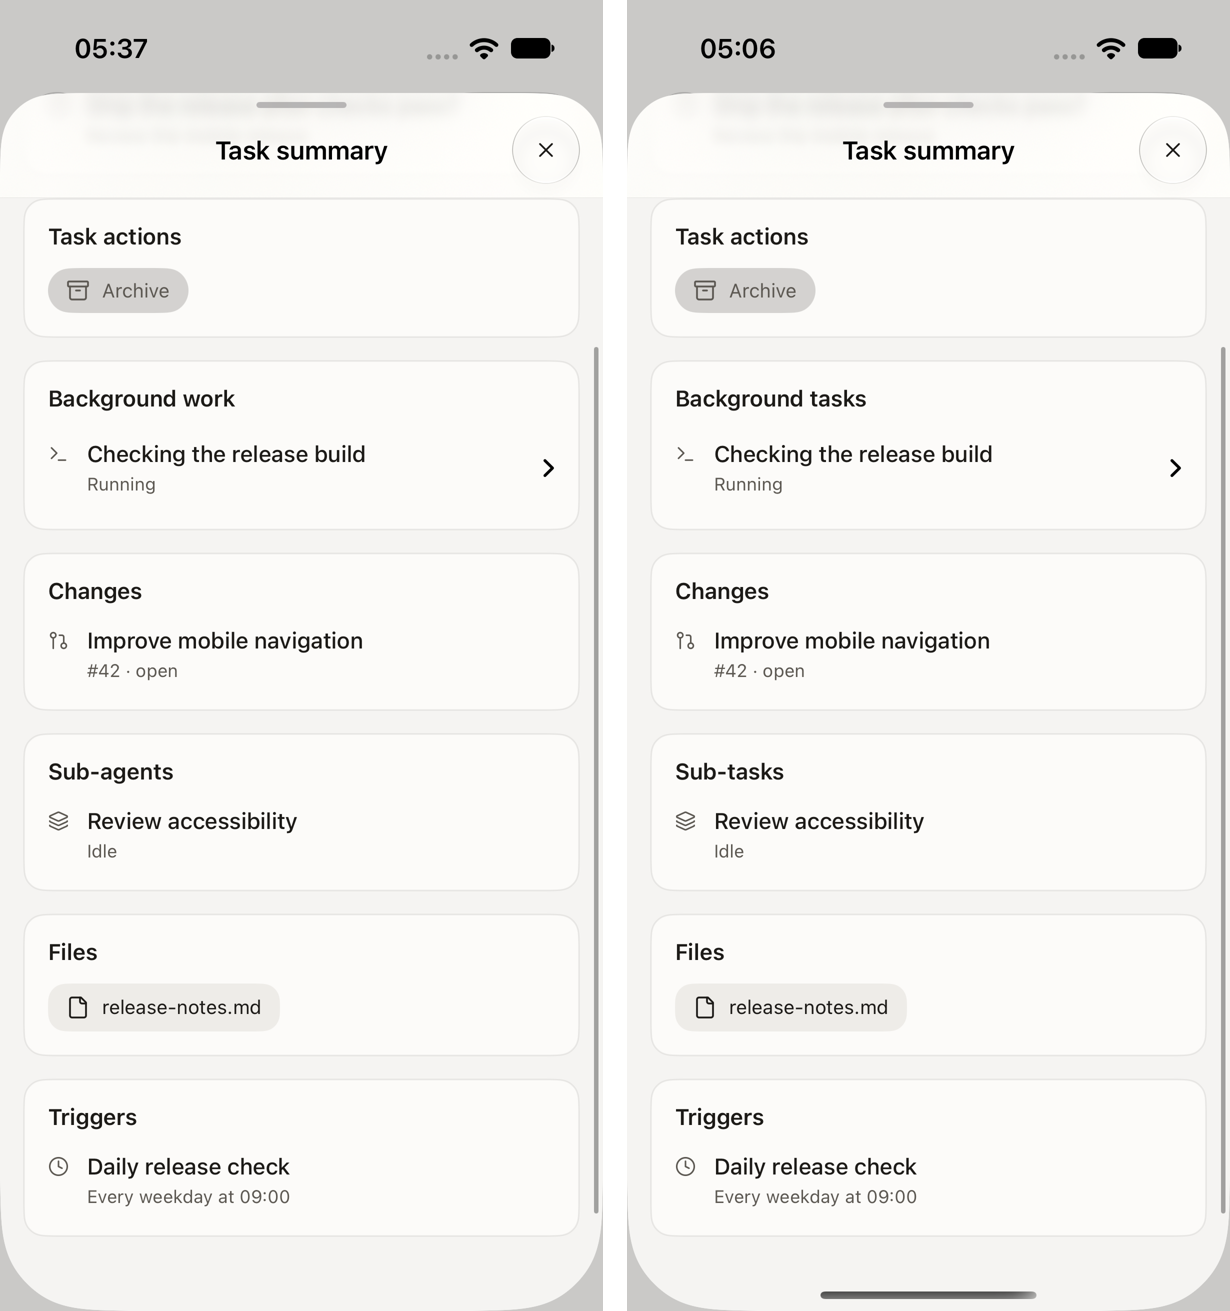 05:37
Task summary
Task actions
Archive
Background work
Checking the release build
Running
Changes
Improve mobile navigation
#42 · open
Sub-agents
Review accessibility
Idle
Files
release-notes.md
Triggers
Daily release check
Every weekday at 09:00
05:06
Task summary
Task actions
Archive
Background tasks
Checking the release build
Running
Changes
Improve mobile navigation
#42 · open
Sub-tasks
Review accessibility
Idle
Files
release-notes.md
Triggers
Daily release check
Every weekday at 09:00